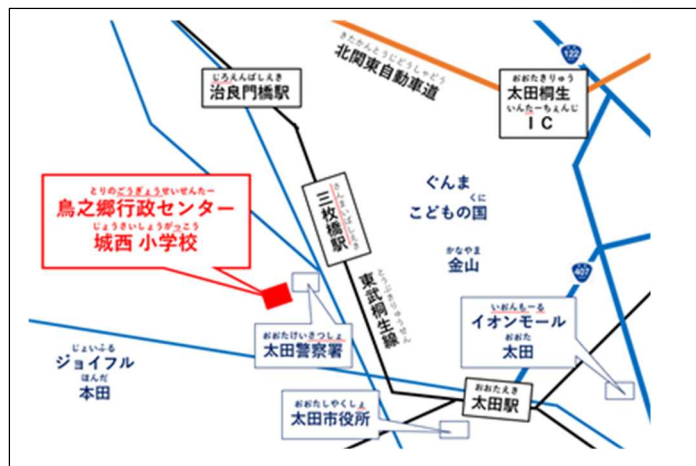 きたかんとうじどうしゃどう
北関東自動車道
122
じろえんばしえき
治良門橋駅
おおたきりゅう
太田桐生
いんたーちぇんじ
ＩＣ
とりのごうぎょうせいせんたー
鳥之郷行政センター
じょうさいしょうがっこう
城西 小学校
さんまいばしえき
三枚橋駅
ぐんま
くに
こどもの国
かなやま
金山
407
とうぶきりゅうせん
東武桐生線
いおんもーる
イオンモール
おおた
太田
おおたけいさつしょ
太田警察署
じょいふる
ジョイフル
ほんだ
本田
おおたえき
太田駅
おおたしやくしょ
太田市役所